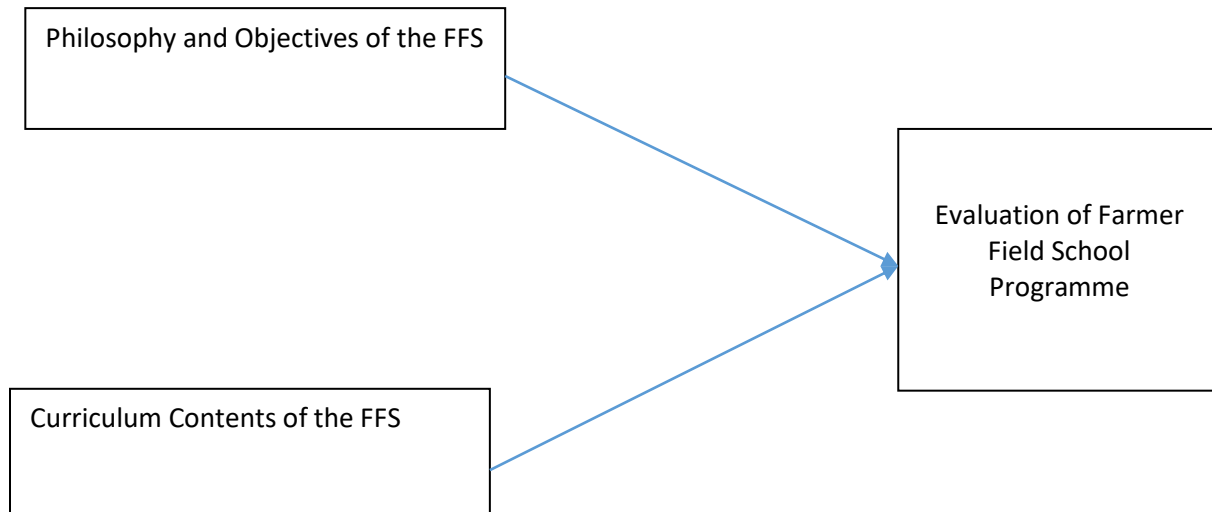 Philosophy and Objectives of the FFS
Evaluation of Farmer
Field School
Programme
Curriculum Contents of the FFS